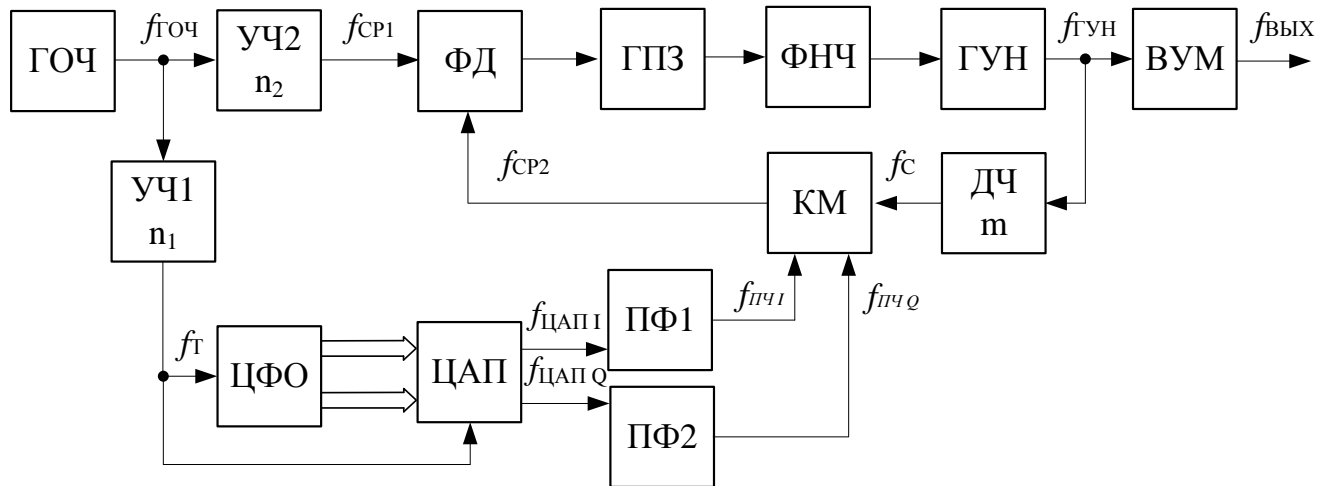 ГОЧ
fГОЧ
УЧ2
n2
fСР1
ФД
ГПЗ
ФНЧ
ГУН
fГУН
ВУМ
fВЫХ
УЧ1
n1
fСР2
КМ
fС
ДЧ
m
fТ
ЦФО
ЦАП
fЦАП I
fЦАП Q
ПФ1
ПФ2
fПЧ I
fПЧ Q